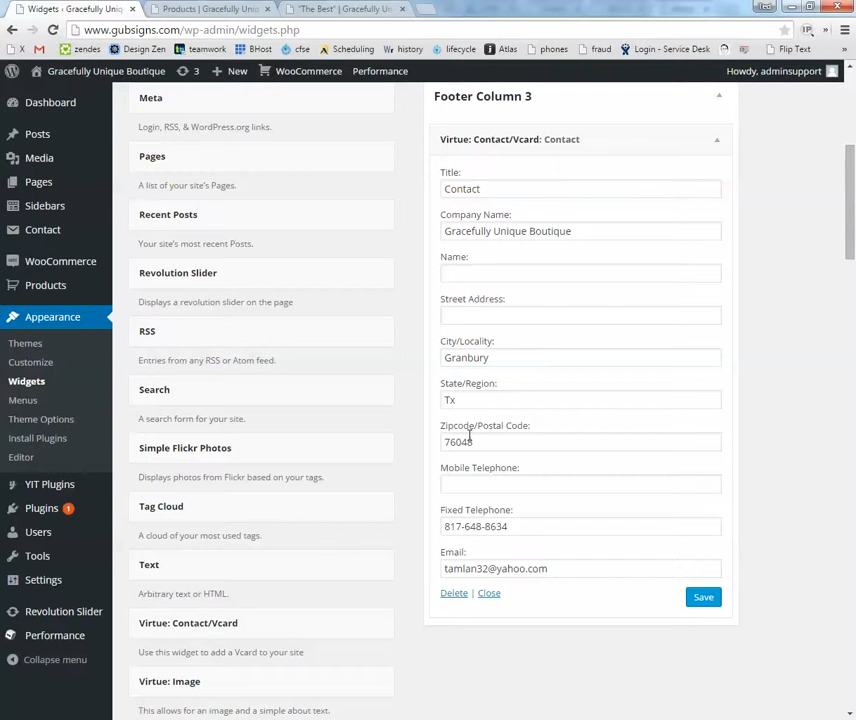 Widgets ‹ Gracefully Uniq
Products | Gracefully Uni
"The Best" | Gracefully Un
Ted
www.gubsigns.com/wp-admin/widgets.php
X
zendes
Design Zen
teamwork
BHost
cfse
Scheduling
history
lifecycle
Atlas
phones
fraud
Login - Service Desk
Flip Text
Gracefully Unique Boutique
3
+ New
WooCommerce
Performance
Howdy, adminsupport
Dashboard
Posts
Media
Pages
Sidebars
Contact
WooCommerce
Products
Appearance
Themes
Customize
Widgets
Menus
Theme Options
Install Plugins
Editor
YIT Plugins
Plugins 1
Users
Tools
Settings
Revolution Slider
Performance
Collapse menu
Meta
Login, RSS, & WordPress.org links.
Pages
A list of your site's Pages.
Recent Posts
Your site's most recent Posts.
Revolution Slider
Displays a revolution slider on the page
RSS
Entries from any RSS or Atom feed.
Search
A search form for your site.
Simple Flickr Photos
Displays photos from Flickr based on your tags.
Tag Cloud
A cloud of your most used tags.
Text
Arbitrary text or HTML.
Virtue: Contact/Vcard
Use this widget to add a Vcard to your site
Virtue: Image
This allows for an image and a simple about text.
Footer Column 3
Virtue: Contact/Vcard: Contact
Title:
Contact
Company Name:
Gracefully Unique Boutique
Name:
Street Address:
City/Locality:
Granbury
State/Region:
Tx
Zipcode/Postal Code:
76048
Mobile Telephone:
Fixed Telephone:
817-648-8634
Email:
tamlan32@yahoo.com
Delete | Close
Save